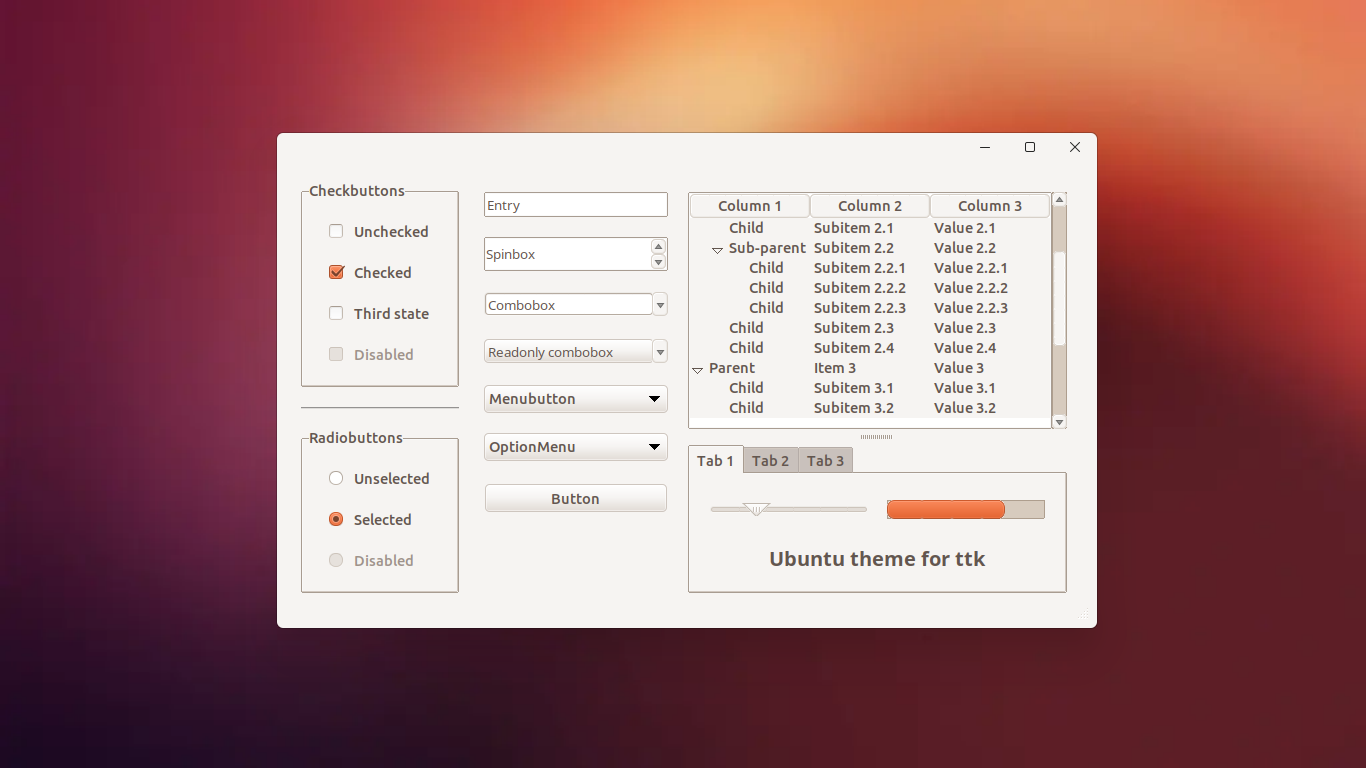 Checkbuttons
Unchecked
Checked
Third state
Disabled
Radiobuttons
Unselected
Selected
Disabled
Entry
Spinbox
Combobox
Readonly combobox
Menubutton
OptionMenu
Button
Column 1 Column 2 Column 3
Child Subitem 2.1 Value 2.1
Sub-parent Subitem 2.2 Value 2.2
Child Subitem 2.2.1 Value 2.2.1
Child Subitem 2.2.2 Value 2.2.2
Child Subitem 2.2.3 Value 2.2.3
Child Subitem 2.3 Value 2.3
Child Subitem 2.4 Value 2.4
Parent Item 3 Value 3
Child Subitem 3.1 Value 3.1
Child Subitem 3.2 Value 3.2
Tab 1 Tab 2 Tab 3
Ubuntu theme for ttk